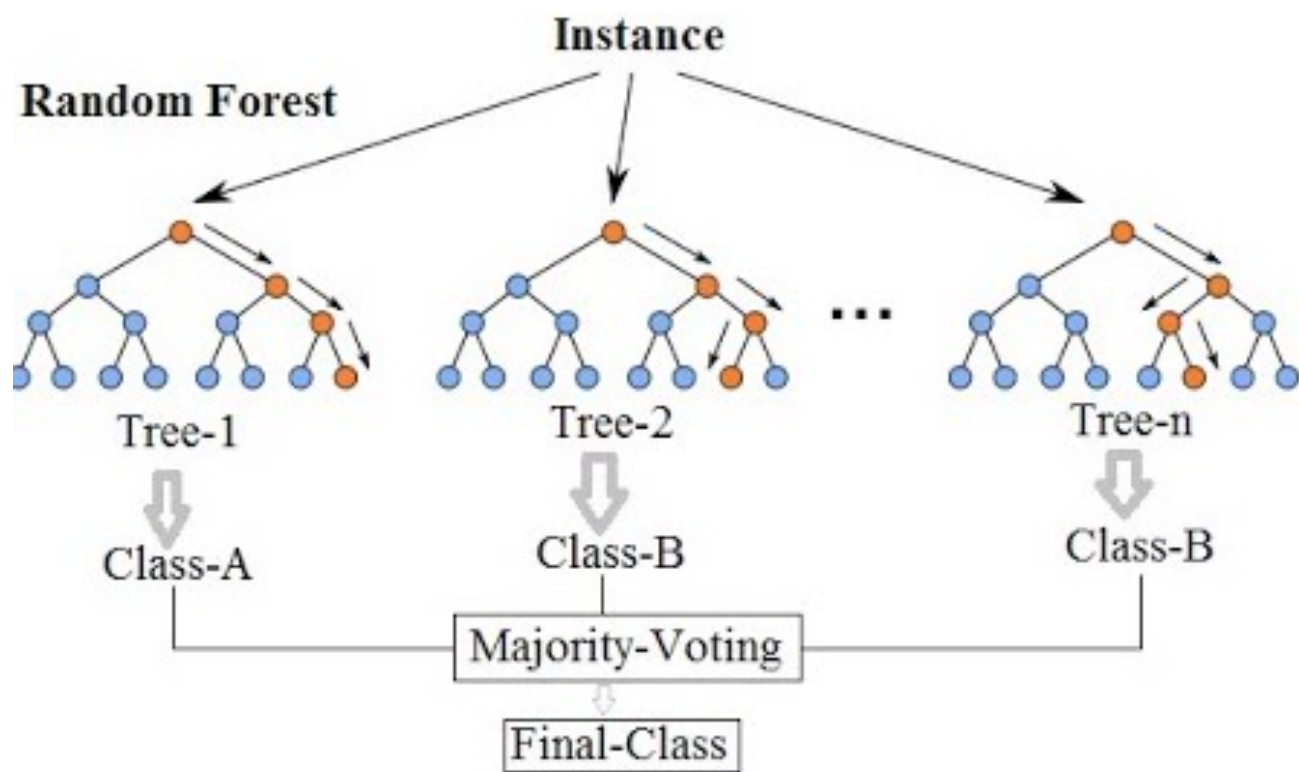 Instance
Random Forest
...
Tree-1
Tree-2
Tree-n
Class-A
Class-B
Class-B
Majority-Voting
Final-Class